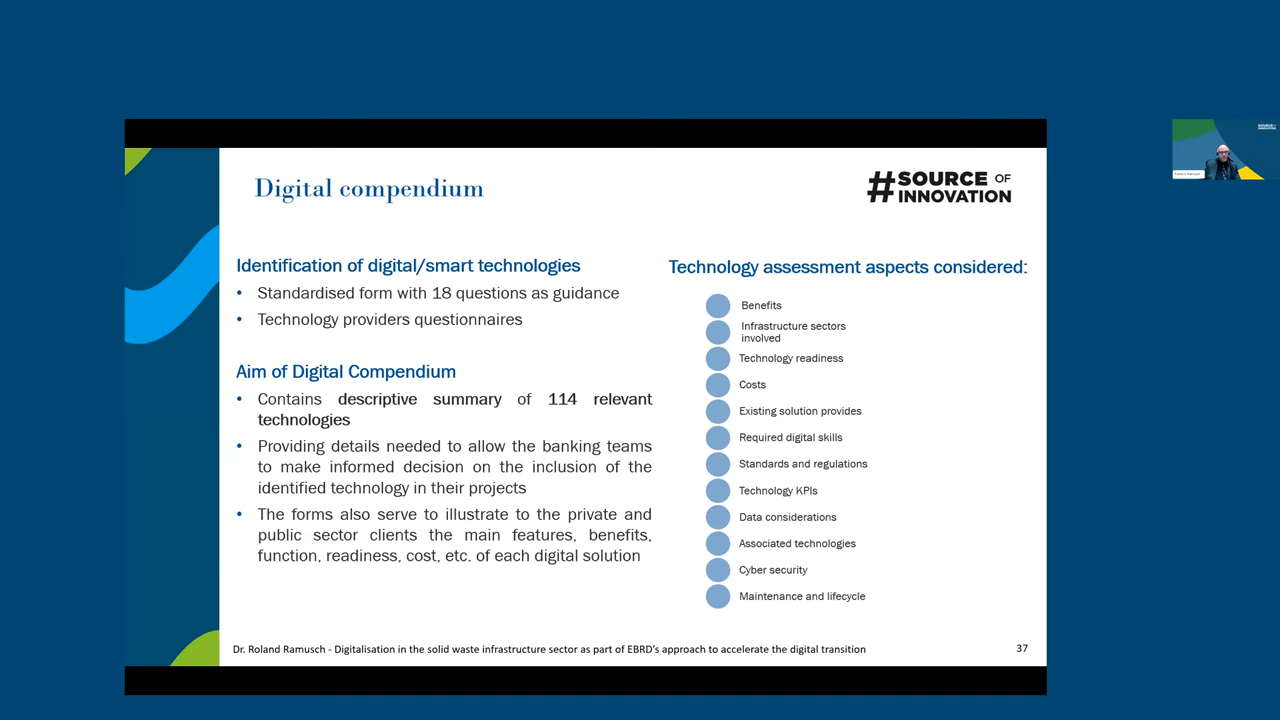 Digital compendium
#SOURCE OF
INNOVATION
Identification of digital/smart technologies
• Standardised form with 18 questions as guidance
• Technology providers questionnaires
Aim of Digital Compendium
• Contains descriptive summary of 114 relevant
technologies
• Providing details needed to allow the banking teams
to make informed decision on the inclusion of the
identified technology in their projects
• The forms also serve to illustrate to the private and
public sector clients the main features, benefits,
function, readiness, cost, etc. of each digital solution
Technology assessment aspects considered:
Benefits
Infrastructure sectors
involved
Technology readiness
Costs
Existing solution provides
Required digital skills
Standards and regulations
Technology KPIs
Data considerations
Associated technologies
Cyber security
Maintenance and lifecycle
Dr. Roland Ramusch - Digitalisation in the solid waste infrastructure sector as part of EBRD's approach to accelerate the digital transition
37